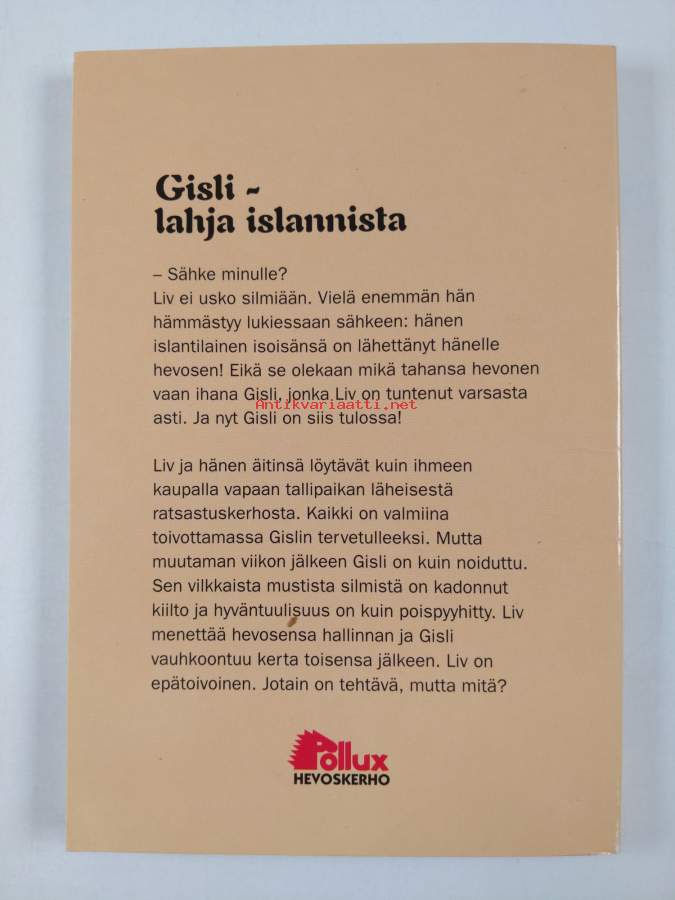 Gisli -
lahja islannista
– Sähke minulle?
Liv ei usko silmiään. Vielä enemmän hän
hämmästyy lukiessaan sähkeen: hänen
islantilainen isoisänsä on lähettänyt hänelle
hevosen! Eikä se olekaan mikä tahansa hevonen
vaan ihana Gisli, jonka Liv on tuntenut varsasta
Antikvariaatti.net
asti. Ja nyt Gisli on siis tulossa!
Liv ja hänen äitinsä löytävät kuin ihmeen
kaupalla vapaan tallipaikan läheisestä
ratsastuskerhosta. Kaikki on valmiina
toivottamassa Gislin tervetulleeksi. Mutta
muutaman viikon jälkeen Gisli on kuin noiduttu.
Sen vilkkaista mustista silmistä on kadonnut
kiilto ja hyväntuulisuus on kuin poispyyhitty. Liv
menettää hevosensa hallinnan ja Gisli
vauhkoontuu kerta toisensa jälkeen. Liv on
epätoivoinen. Jotain on tehtävä, mutta mitä?
Pollux
HEVOSKERHO